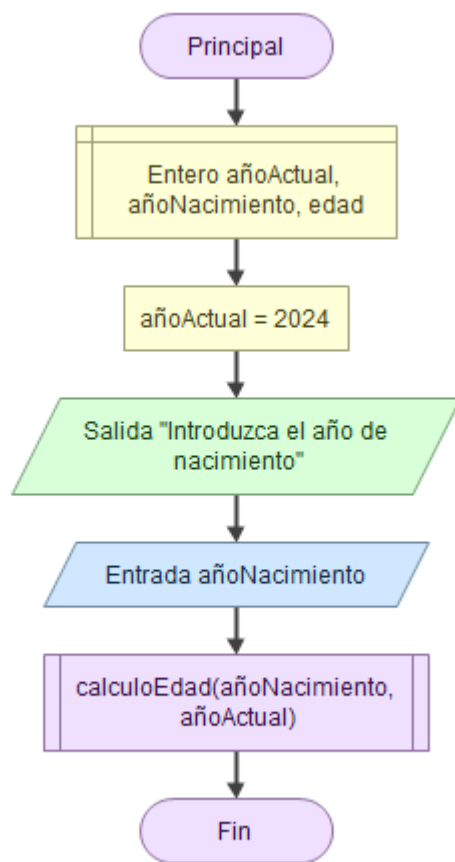 Principal
Entero añoActual,
añoNacimiento, edad
añoActual = 2024
Salida "Introduzca el año de
nacimiento"
Entrada añoNacimiento
calculoEdad(añoNacimiento,
añoActual)
Fin